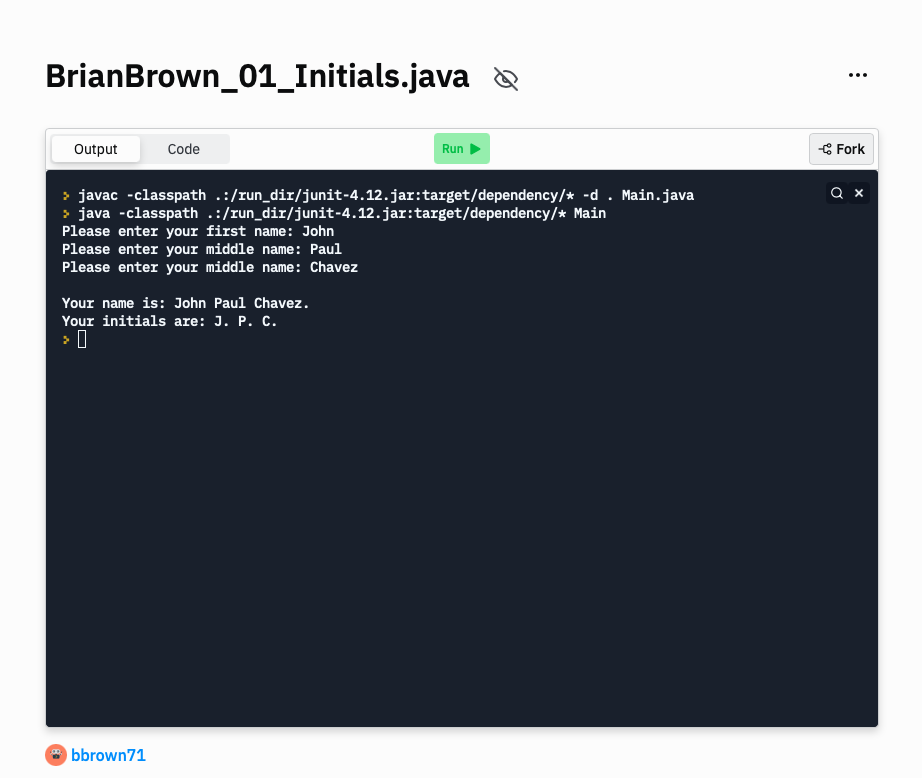 BrianBrown_01_Initials.java
Output Code Run Fork
javac -classpath .:/run_dir/junit-4.12.jar:target/dependency/* -d . Main.java
java -classpath .:/run_dir/junit-4.12.jar:target/dependency/* Main
Please enter your first name: John
Please enter your middle name: Paul
Please enter your middle name: Chavez
Your name is: John Paul Chavez.
Your initials are: J. P. C.
bbrown71